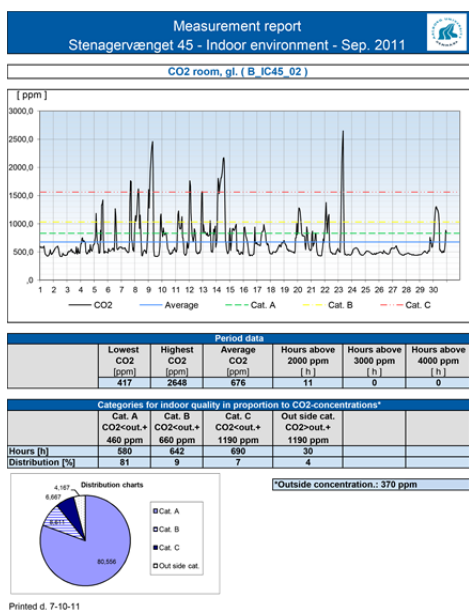 Measurement report
Stenagervænget 45 - Indoor environment - Sep. 2011
CO2 room, gl. ( B_IC45_02 )
[ ppm ]
3000,0
2500,0
2000,0
1500,0
1000,0
500,0
,0
1 2 3 4 5 6 7 8 9 10 11 12 13 14 15 16 17 18 19 20 21 22 23 24 25 26 27 28 29 30 31
CO2 Average Cat. A Cat. B Cat. C
Period data
Lowest CO2 [ppm] Highest CO2 [ppm] Average CO2 [ppm] Hours above 2000 ppm [ h ] Hours above 3000 ppm [ h ] Hours above 4000 ppm [ h ]
417 2648 676 11 0 0
Categories for indoor quality in proportion to CO2-concentrations*
Cat. A Cat. B Cat. C Out side cat.
CO2<out.+ CO2<out.+ CO2<out.+ CO2>out.+
460 ppm 660 ppm 1190 ppm 1190 ppm
Hours [h] 580 642 690 30
Distribution [%] 81 9 7 4
Distribution charts
4,167
6,667
8,611
80,556
Cat. A
Cat. B
Cat. C
Out side cat.
*Outside concentration.: 370 ppm
Printed d. 7-10-11